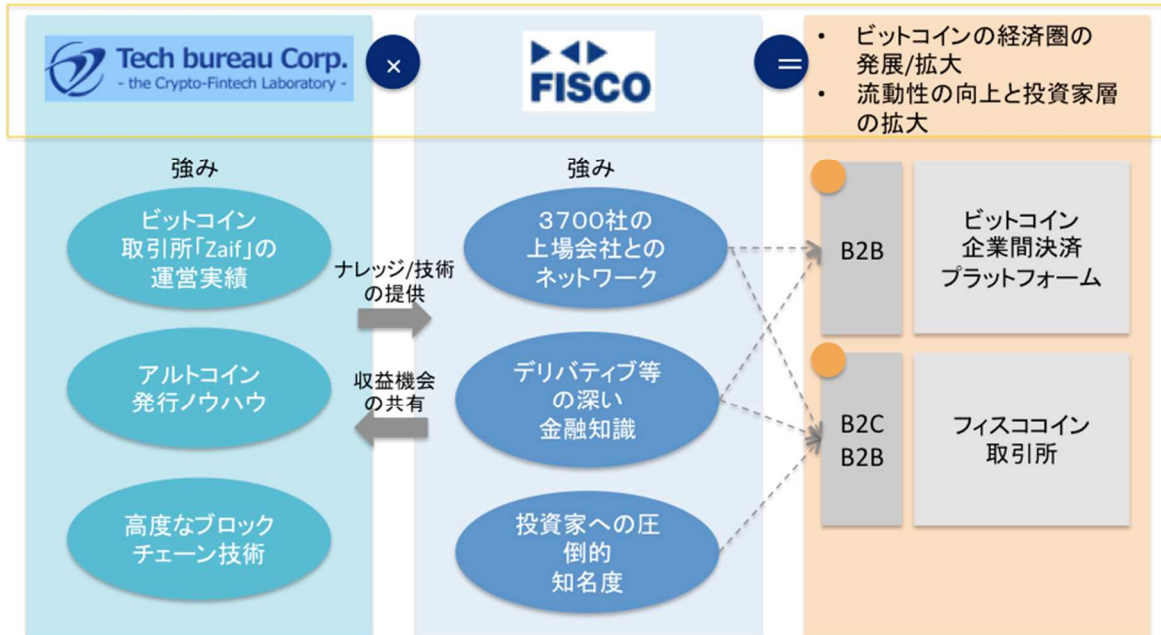 Tech bureau Corp.
- the Crypto-Fintech Laboratory -
×
FISCO
=
• ビットコインの経済圏の
発展/拡大
• 流動性の向上と投資家層
の拡大
強み
ビットコイン
取引所「Zaif」の
運営実績
アルトコイン
発行ノウハウ
高度なブロック
チェーン技術
ナレッジ/技術
の提供
収益機会
の共有
強み
3700社の
上場会社との
ネットワーク
デリバティブ等
の深い
金融知識
投資家への圧
倒的
知名度
B2B
ビットコイン
企業間決済
プラットフォーム
B2C
B2B
フィスココイン
取引所